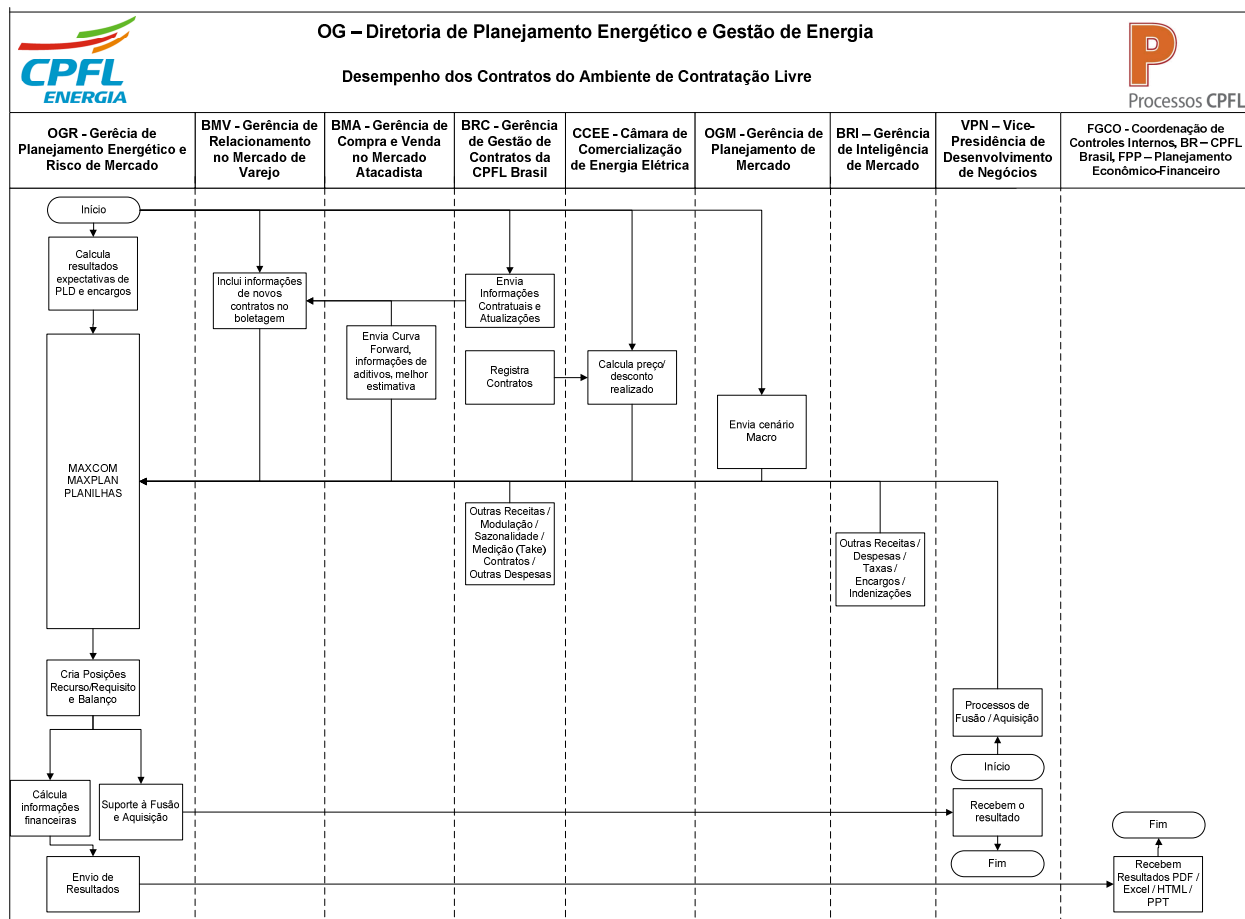 OG – Diretoria de Planejamento Energético e Gestão de Energia
Desempenho dos Contratos do Ambiente de Contratação Livre
CPFL
ENERGIA
P
Processos CPFL
OGR - Gerêcia de
Planejamento Energético e
Risco de Mercado
BMV - Gerência de
Relacionamento
no Mercado de
Varejo
BMA - Gerência de
Compra e Venda
no Mercado
Atacadista
BRC - Gerência
de Gestão de
Contratos da
CPFL Brasil
CCEE - Câmara de
Comercialização
de Energia Elétrica
OGM - Gerência de
Planejamento de
Mercado
BRI – Gerência
de Inteligência
de Mercado
VPN – Vice-
Presidência de
Desenvolvimento
de Negócios
FGCO - Coordenação de
Controles Internos, BR – CPFL
Brasil, FPP – Planejamento
Econômico-Financeiro
Início
Calcula
resultados
expectativas de
PLD e encargos
Inclui informações
de novos
contratos no
boletagem
Envia
Informações
Contratuais e
Atualizações
Envia Curva
Forward,
informações de
aditivos, melhor
estimativa
Registra
Contratos
Calcula preço/
desconto
realizado
Envia cenário
Macro
MAXCOM
MAXPLAN
PLANILHAS
Outras Receitas /
Modulação /
Sazonalidade /
Medição (Take)
Contratos /
Outras Despesas
Outras Receitas /
Despesas /
Taxas /
Encargos /
Indenizações
Cria Posições
Recurso/Requisito
e Balanço
Processos de
Fusão / Aquisição
Início
Cálcula
informações
financeiras
Suporte à Fusão
e Aquisição
Recebem o
resultado
Fim
Fim
Envio de
Resultados
Recebem
Resultados PDF /
Excel / HTML /
PPT